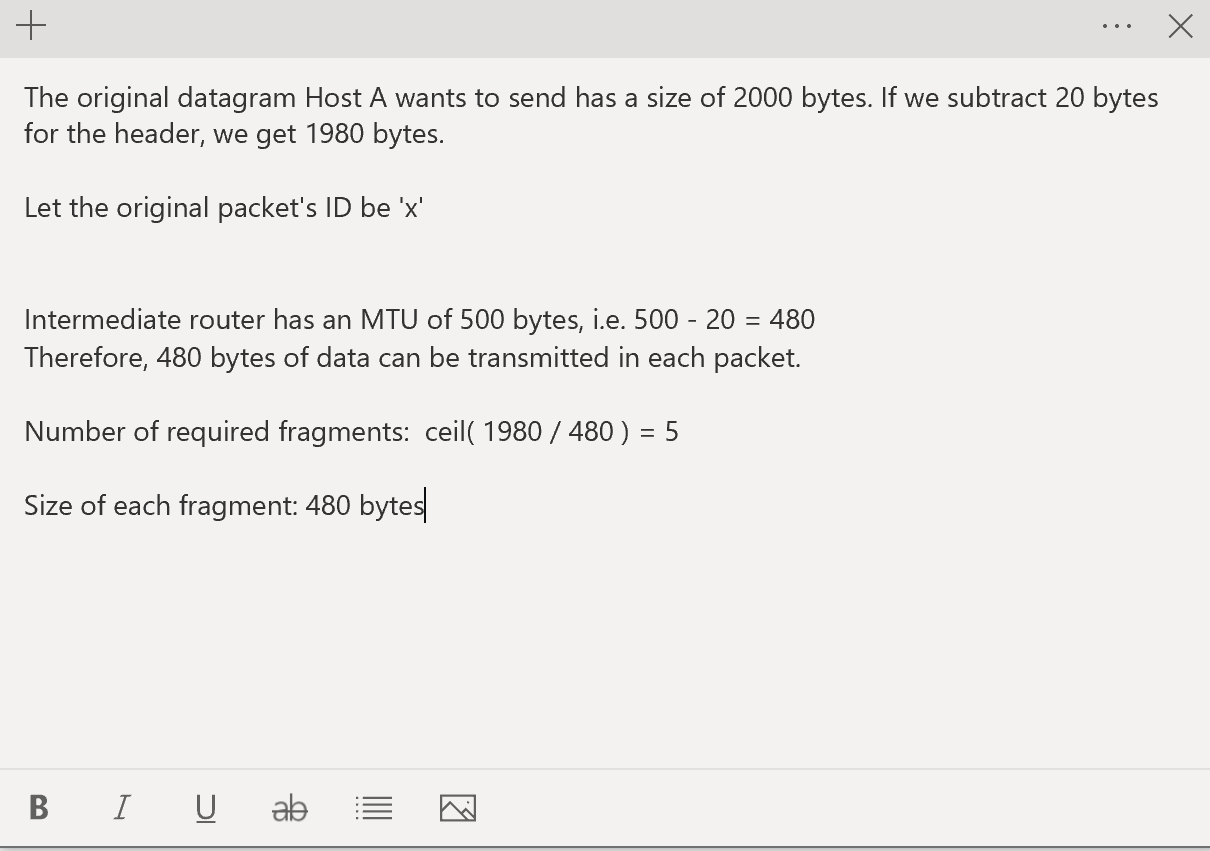 The original datagram Host A wants to send has a size of 2000 bytes. If we subtract 20 bytes
for the header, we get 1980 bytes.
Let the original packet's ID be 'x'
Intermediate router has an MTU of 500 bytes, i.e. 500 - 20 = 480
Therefore, 480 bytes of data can be transmitted in each packet.
Number of required fragments:  ceil( 1980 / 480 ) = 5
Size of each fragment: 480 bytes
B I U ab